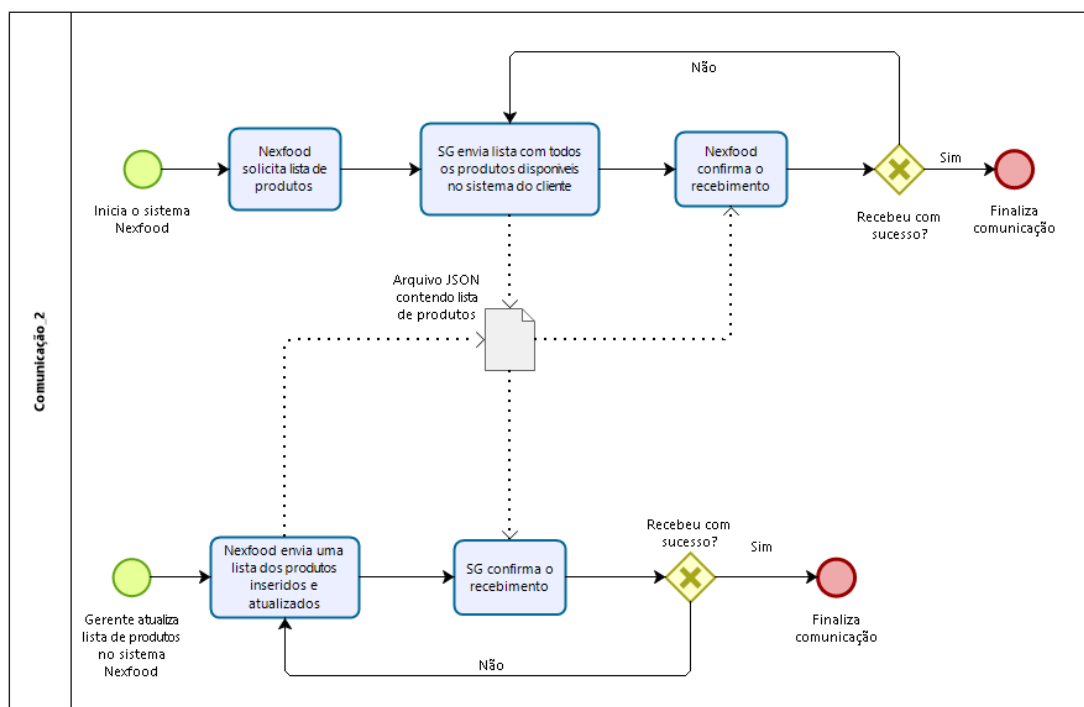 Comunicação_2
Não
Inicia o sistema
Nexfood
Nexfood
solicita lista de
produtos
SG envia lista com todos
os produtos disponíveis
no sistema do cliente
Nexfood
confirma o
recebimento
Sim
Recebeu com
sucesso?
Finaliza
comunicação
Arquivo JSON
contendo lista
de produtos
Gerente atualiza
lista de produtos
no sistema
Nexfood
Nexfood envia uma
lista dos produtos
inseridos e
atualizados
SG confirma o
recebimento
Recebeu com
sucesso?
Sim
Finaliza
comunicação
Não